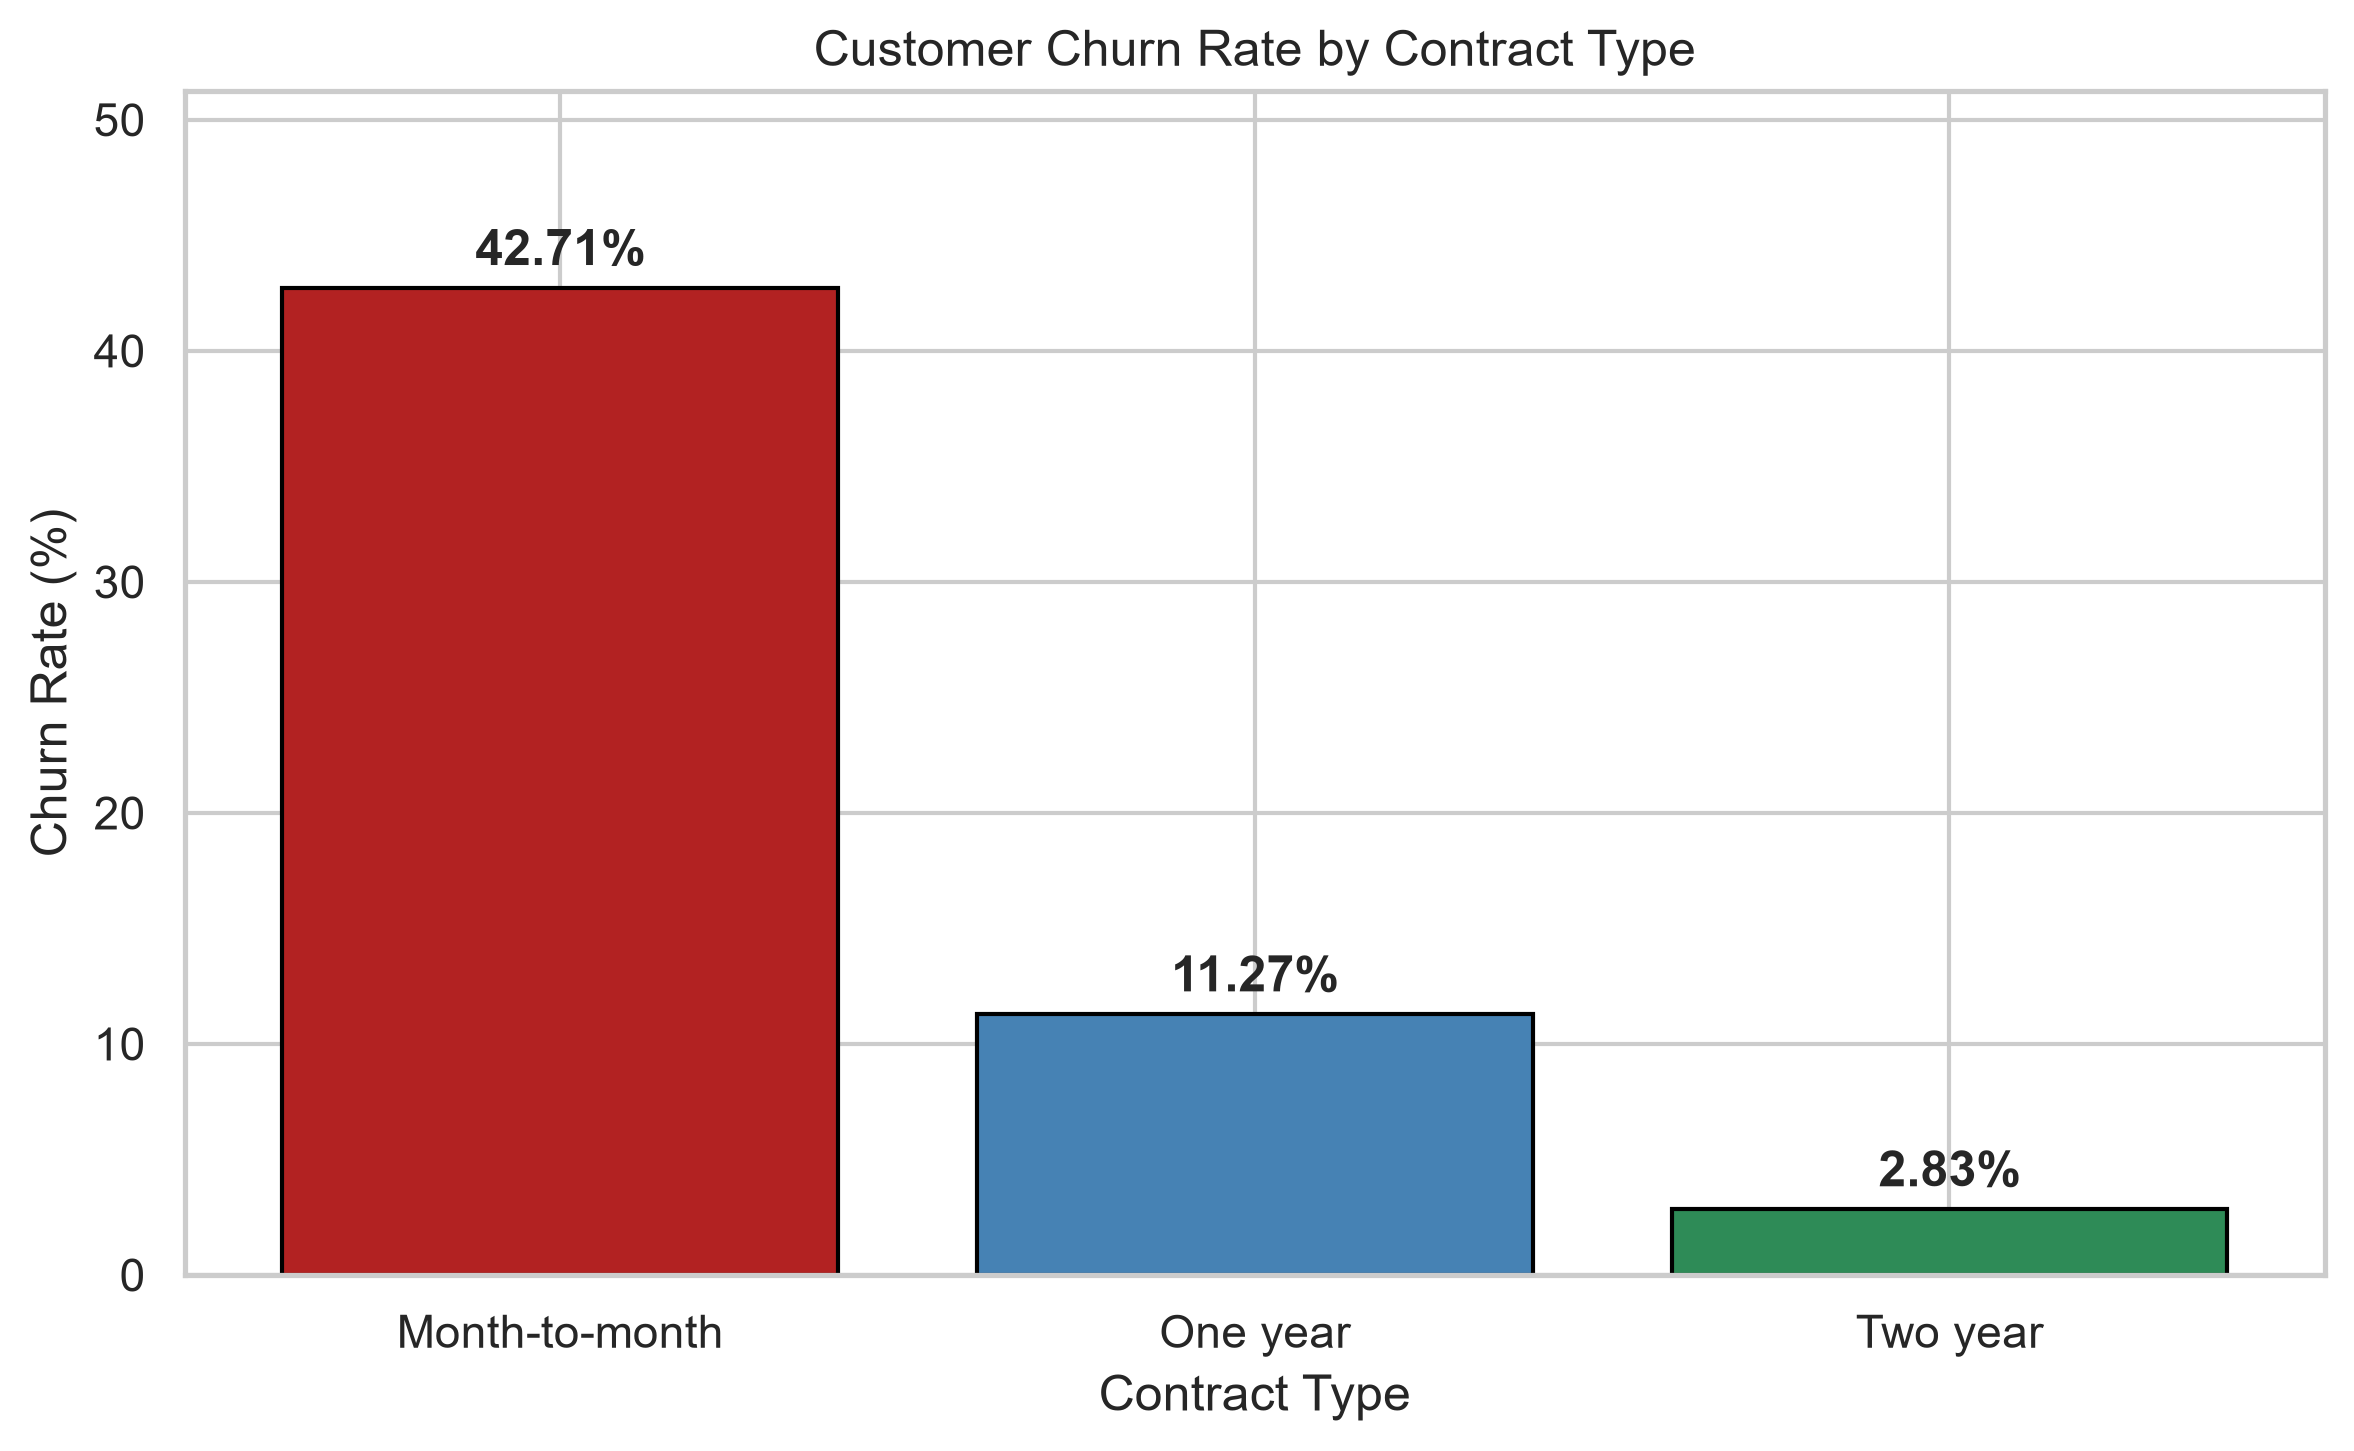 Customer Churn Rate by Contract Type
50
42.71%
40
30
Churn Rate (%)
20
11.27%
10
2.83%
0
Month-to-month
One year
Two year
Contract Type